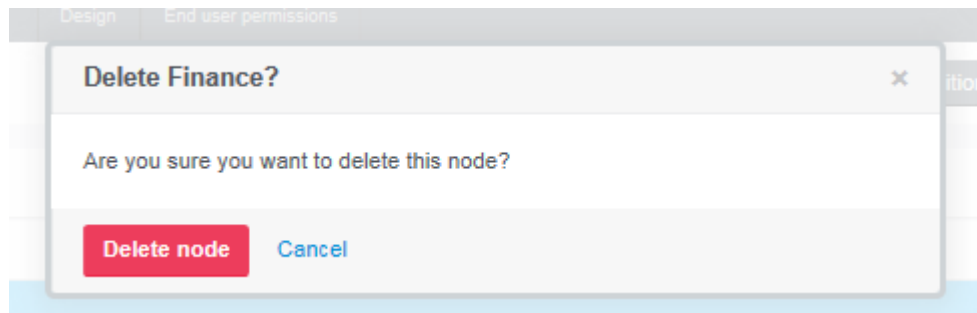 Design End user permissions
Delete Finance?
Are you sure you want to delete this node?
Delete node Cancel